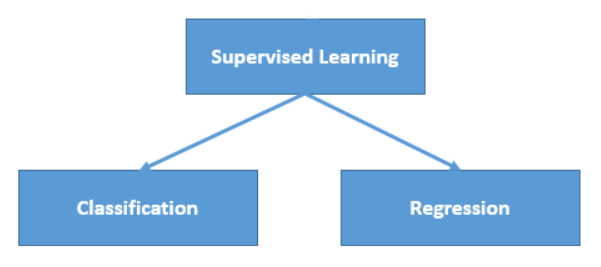 Supervised Learning
Classification
Regression